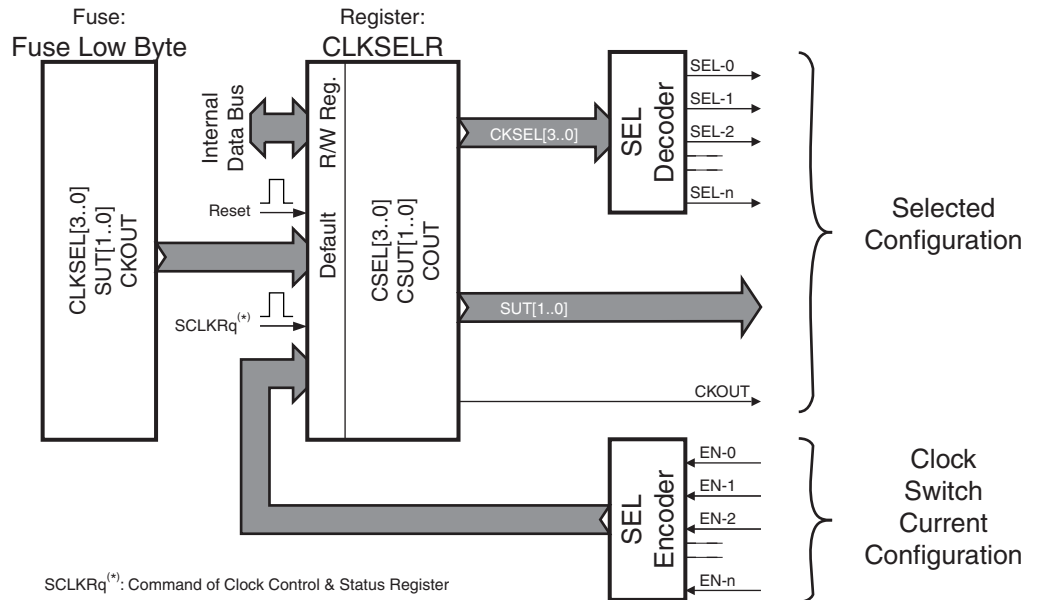 Fuse:
Fuse Low Byte
CLKSEL[3..0]
SUT[1..0]
CKOUT
Register:
CLKSELR
Internal
Data Bus
R/W Reg.
Reset
Default
SCLKRq(*)
CSEL[3..0]
CSUT[1..0]
COUT
CKSEL[3..0]
SUT[1..0]
CKOUT
SEL
Decoder
SEL-0
SEL-1
SEL-2
SEL-n
Selected
Configuration
SEL
Encoder
EN-0
EN-1
EN-2
EN-n
Clock
Switch
Current
Configuration
SCLKRq(*): Command of Clock Control & Status Register